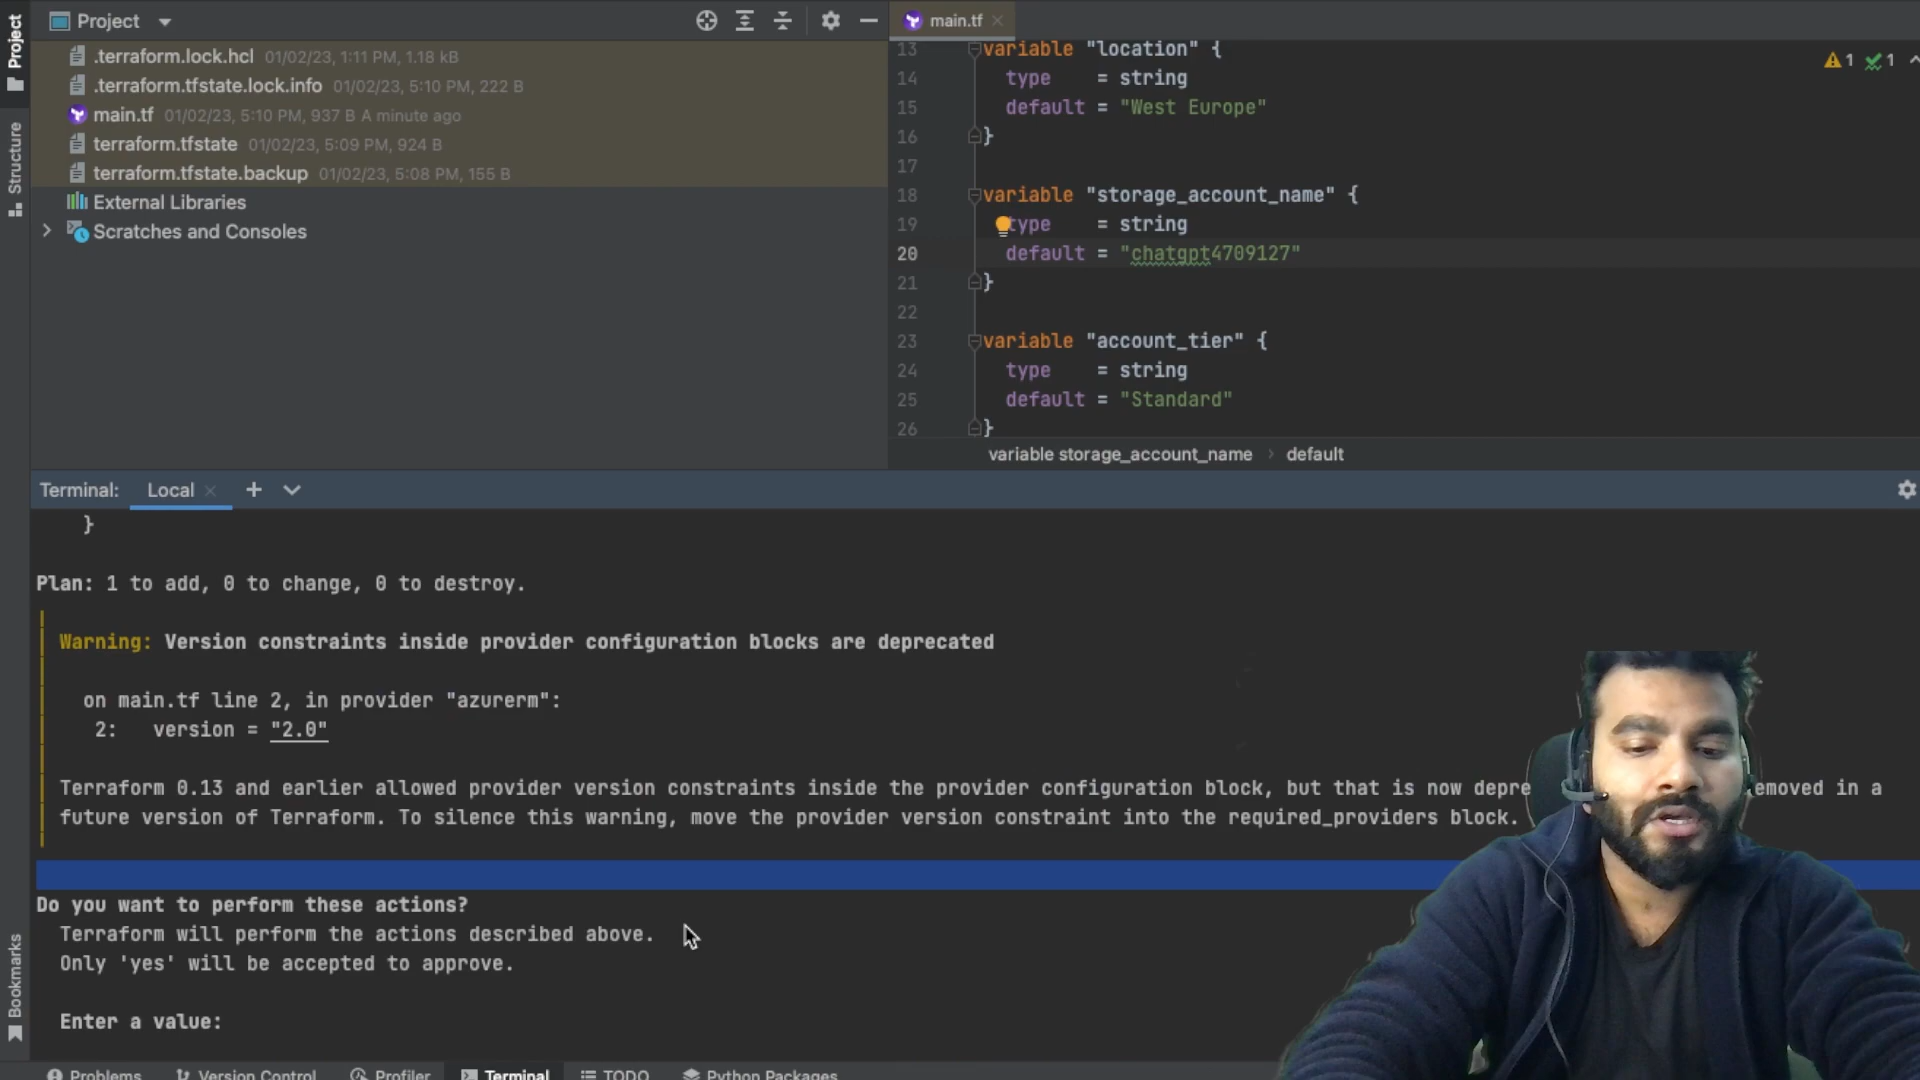 Project
.terraform.lock.hcl 01/02/23, 1:11 PM, 1.18 kB
.terraform.tfstate.lock.info 01/02/23, 5:10 PM, 222 B
main.tf 01/02/23, 5:10 PM, 937 B A minute ago
terraform.tfstate 01/02/23, 5:09 PM, 924 B
terraform.tfstate.backup 01/02/23, 5:08 PM, 155 B
External Libraries
Scratches and Consoles
Project
Structure
Bookmarks
main.tf
13 variable "location" {
14 type = string
15 default = "West Europe"
16 }
17
18 variable "storage_account_name" {
19 type = string
20 default = "chatgpt4709127"
21 }
22
23 variable "account_tier" {
24 type = string
25 default = "Standard"
26 }
1 1
variable storage_account_name › default
Terminal: Local
}
Plan: 1 to add, 0 to change, 0 to destroy.
Warning: Version constraints inside provider configuration blocks are deprecated
on main.tf line 2, in provider "azurerm":
2: version = "2.0"
Terraform 0.13 and earlier allowed provider version constraints inside the provider configuration block, but that is now depre emoved in a
future version of Terraform. To silence this warning, move the provider version constraint into the required_providers block.
Do you want to perform these actions?
Terraform will perform the actions described above.
Only 'yes' will be accepted to approve.
Enter a value:
Problems Version Control Profiler Terminal TODO Python Packages